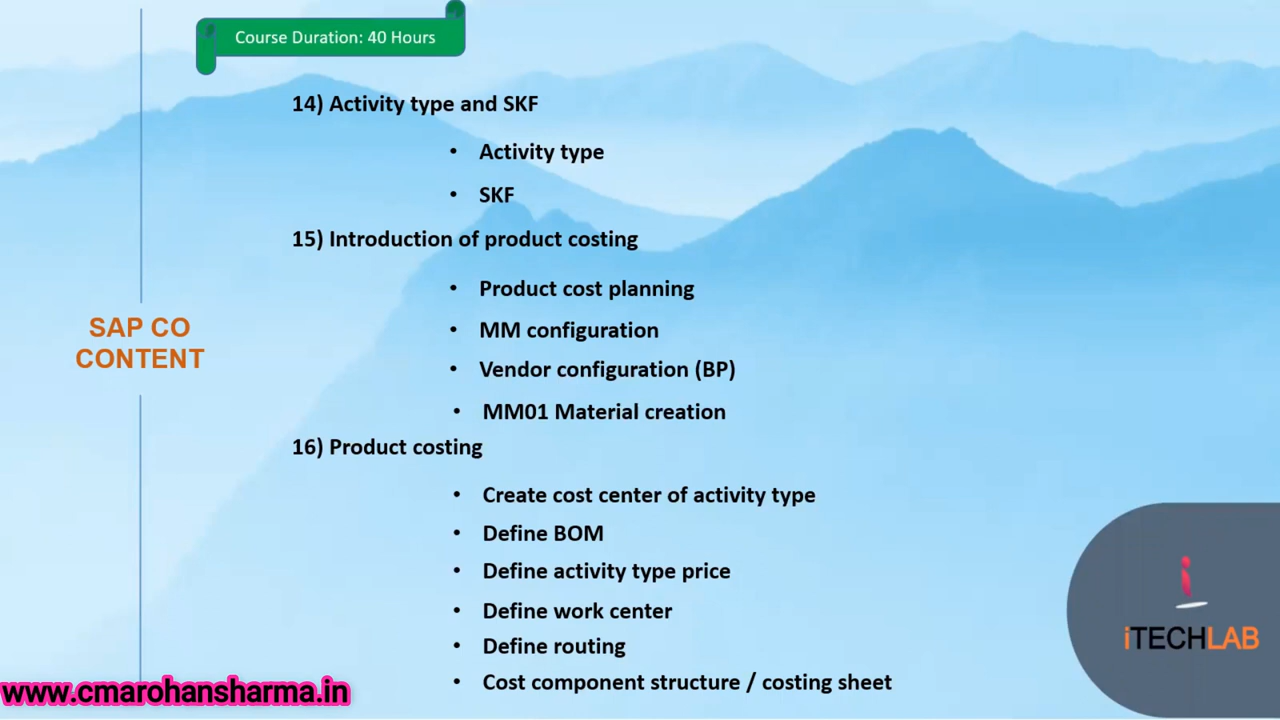 Course Duration: 40 Hours
14) Activity type and SKF
• Activity type
• SKF
15) Introduction of product costing
• Product cost planning
• MM configuration
• Vendor configuration (BP)
• MM01 Material creation
16) Product costing
• Create cost center of activity type
• Define BOM
• Define activity type price
• Define work center
• Define routing
• Cost component structure / costing sheet
SAP CO
CONTENT
iTECHLAB
www.cmarohansharma.in